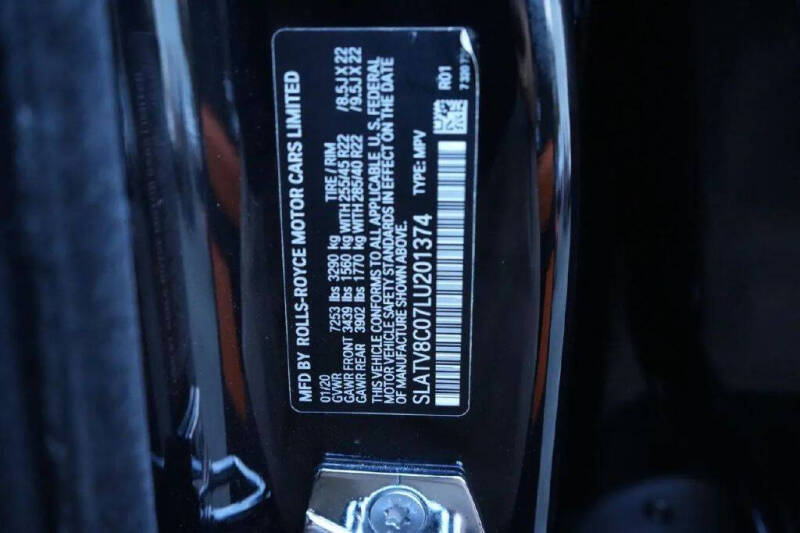 MFD BY ROLLS-ROYCE MOTOR CARS LIMITED
01/20 TIRE / RIM
GVWR 7253 lbs 3290 kg
GAWR FRONT 3439 lbs 1560 kg WITH 255/45 R22 /8.5J X 22
GAWR REAR 3902 lbs 1770 kg WITH 285/40 R22 /9.5J X 22
THIS VEHICLE CONFORMS TO ALL APPLICABLE U.S. FEDERAL
MOTOR VEHICLE SAFETY STANDARDS IN EFFECT ON THE DATE
OF MANUFACTURE SHOWN ABOVE.
SLATV8C07LU201374 TYPE: MPV
R01